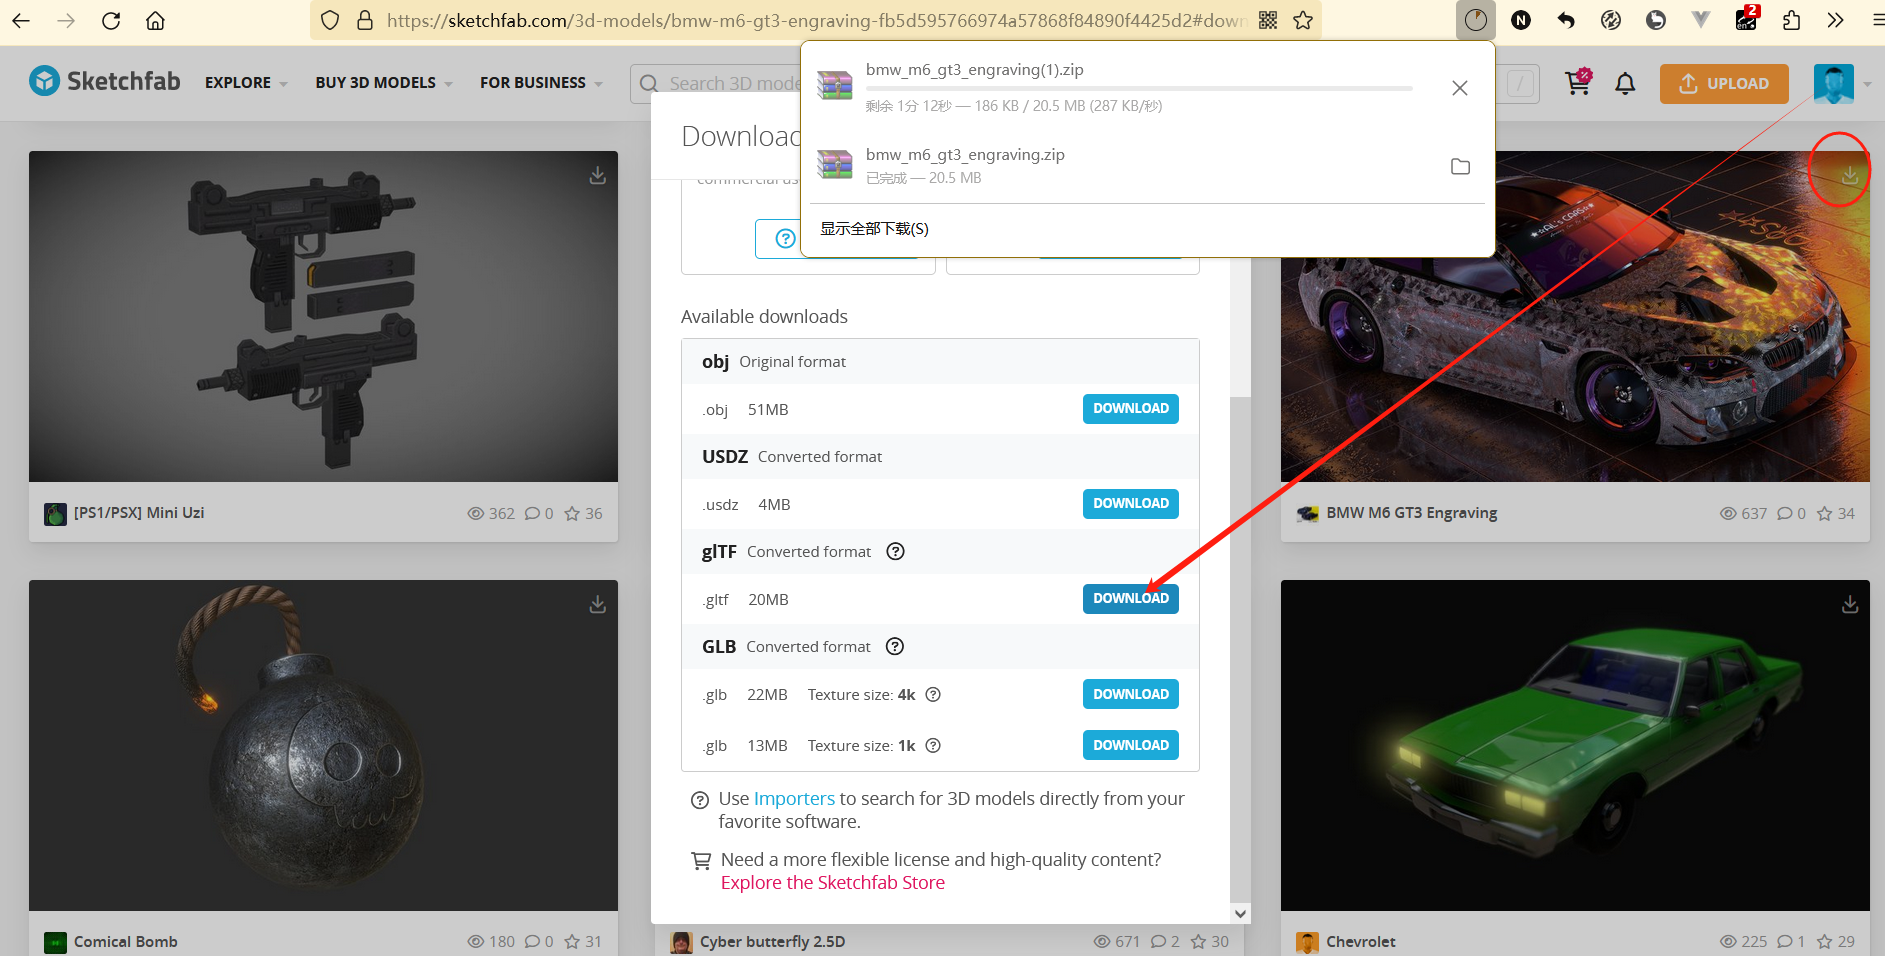 https://sketchfab.com/3d-models/bmw-m6-gt3-engraving-fb5d595766974a57868f84890f4425d2#down
N
en
2
Sketchfab
EXPLORE
BUY 3D MODELS
FOR BUSINESS
Search 3D mode
/
%
UPLOAD
bmw_m6_gt3_engraving(1).zip
剩余 1分 12秒 — 186 KB / 20.5 MB (287 KB/秒)
bmw_m6_gt3_engraving.zip
已完成 — 20.5 MB
显示全部下载(S)
Download
commercial us
Available downloads
obj Original format
.obj 51MB DOWNLOAD
USDZ Converted format
.usdz 4MB DOWNLOAD
glTF Converted format
.gltf 20MB DOWNLOAD
GLB Converted format
.glb 22MB Texture size: 4k DOWNLOAD
.glb 13MB Texture size: 1k DOWNLOAD
Use Importers to search for 3D models directly from your
favorite software.
Need a more flexible license and high-quality content?
Explore the Sketchfab Store
[PS1/PSX] Mini Uzi 362 0 36
BMW M6 GT3 Engraving 637 0 34
Comical Bomb 180 0 31
Cyber butterfly 2.5D 671 2 30
Chevrolet 225 1 29